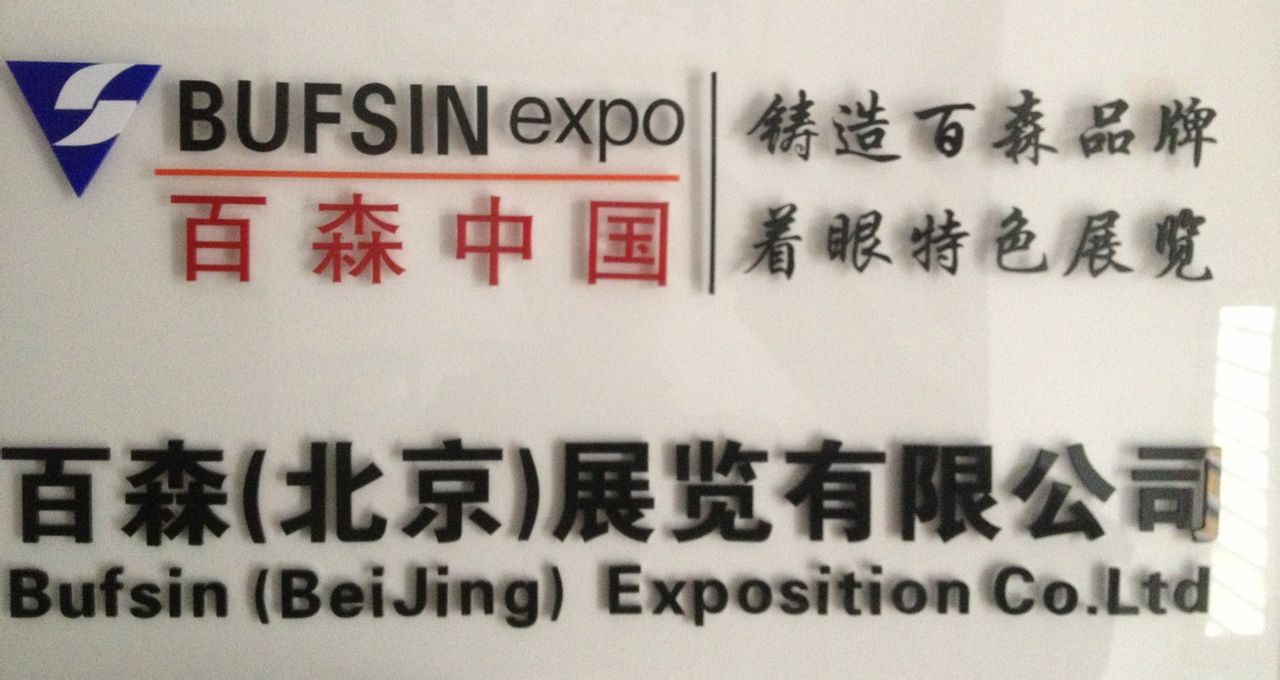 BUFSIN expo
百森中国
铸造百森品牌
着眼特色展览
百森(北京)展览有限公司
Bufsin (BeiJing) Exposition Co.Ltd